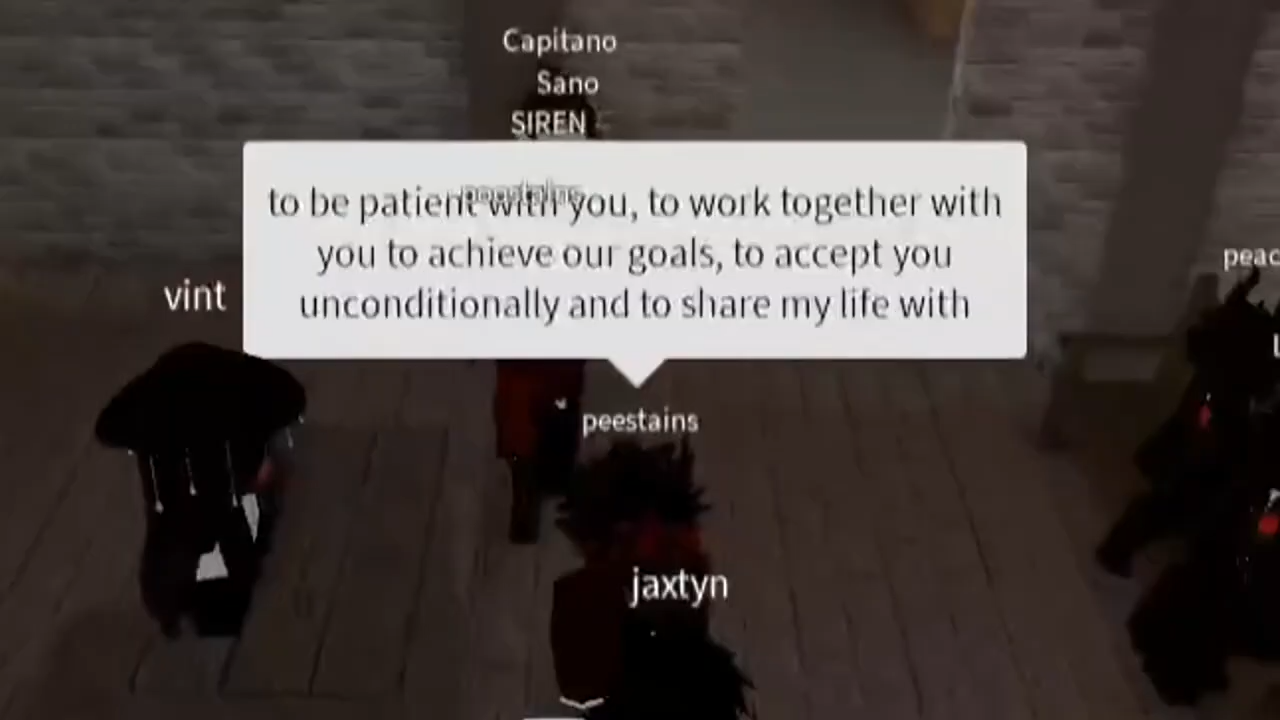 Capitano
Sano
SIREN
to be patient with you, to work together with
you to achieve our goals, to accept you
unconditionally and to share my life with
peac
vint
peestains
jaxtyn